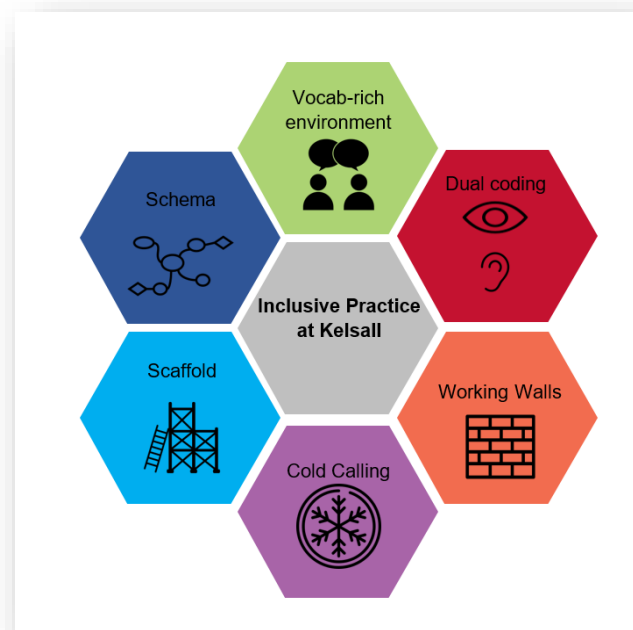 Vocab-rich
environment
Dual coding
Schema
Inclusive Practice
at Kelsall
Scaffold
Working Walls
Cold Calling